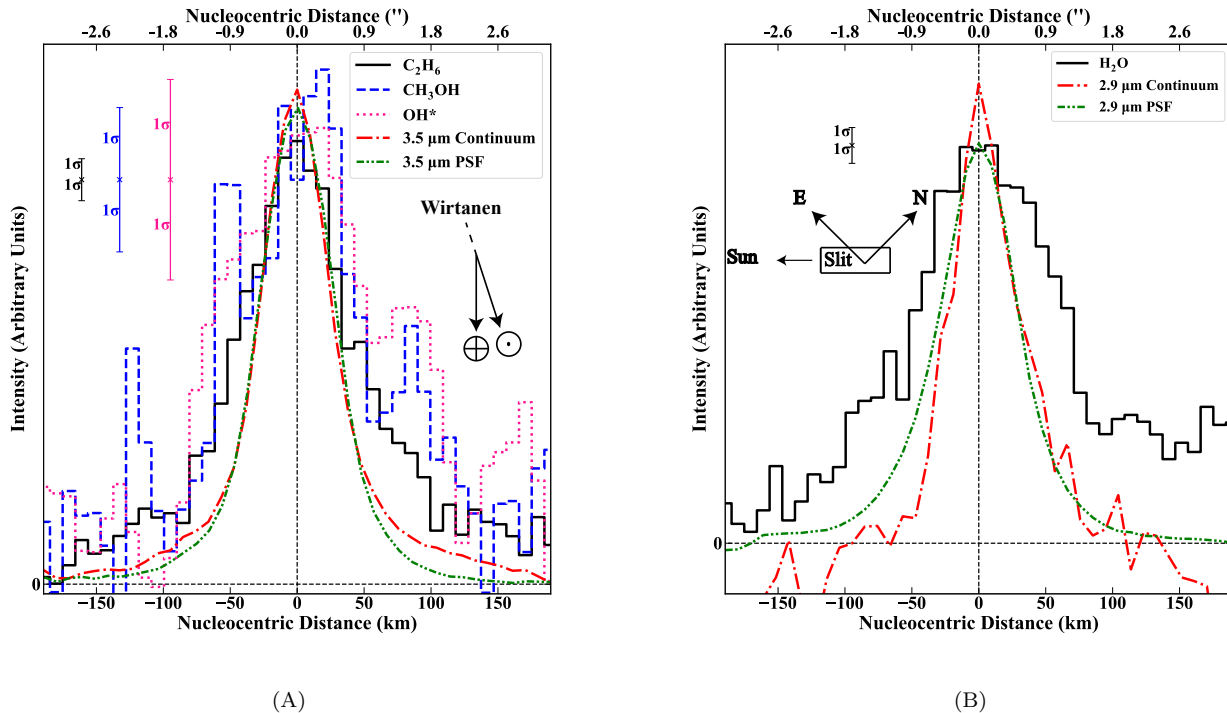 Nucleocentric Distance ('')
-2.6 -1.8 -0.9 0.0 0.9 1.8 2.6
C₂H₆
CH₃OH
OH*
3.5 µm Continuum
3.5 µm PSF
1σ
1σ
1σ
1σ
1σ
1σ
Wirtanen
Intensity (Arbitrary Units)
0
−150 −100 −50 0 50 100 150
Nucleocentric Distance (km)
(A)
Nucleocentric Distance ('')
-2.6 -1.8 -0.9 0.0 0.9 1.8 2.6
H₂O
2.9 µm Continuum
2.9 µm PSF
1σ
1σ
E N
Sun Slit
Intensity (Arbitrary Units)
0
−150 −100 −50 0 50 100 150
Nucleocentric Distance (km)
(B)